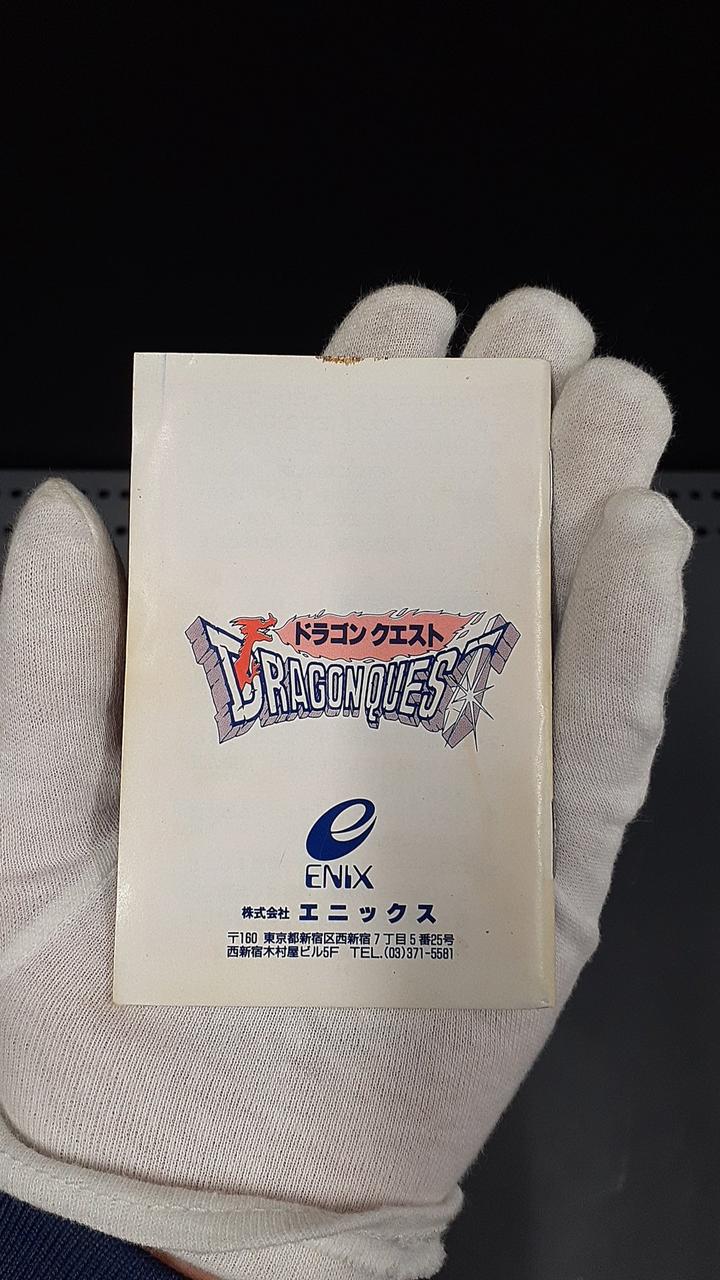 ドラゴン クエスト
DRAGON QUEST
ENIX
株式会社 エニックス
〒160 東京都新宿区西新宿7丁目5番25号
西新宿木村屋ビル5F TEL.(03)371-5581